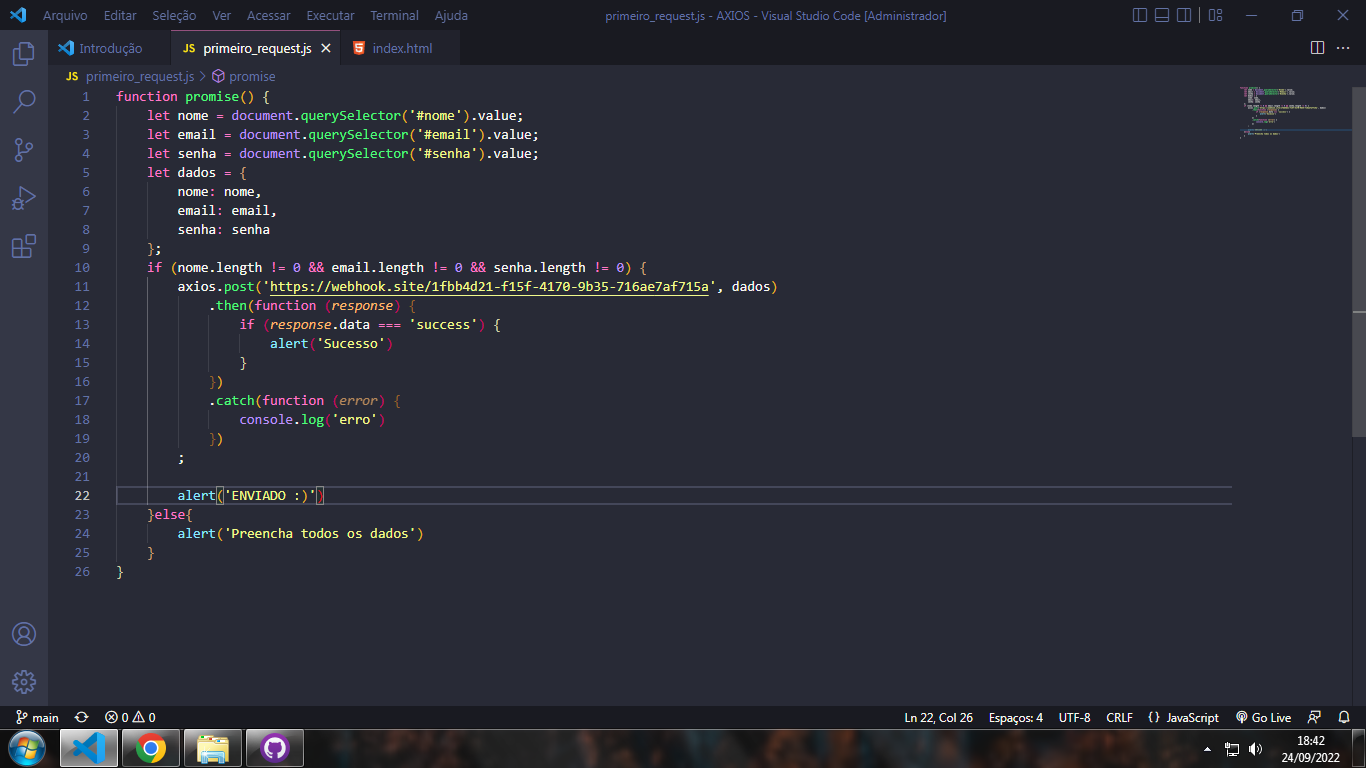 Arquivo Editar Seleção Ver Acessar Executar Terminal Ajuda primeiro_request.js - AXIOS - Visual Studio Code [Administrador]
Introdução JS primeiro_request.js index.html
JS primeiro_request.js > promise
1 function promise() {
2 let nome = document.querySelector('#nome').value;
3 let email = document.querySelector('#email').value;
4 let senha = document.querySelector('#senha').value;
5 let dados = {
6 nome: nome,
7 email: email,
8 senha: senha
9 };
10 if (nome.length != 0 && email.length != 0 && senha.length != 0) {
11 axios.post('https://webhook.site/1fbb4d21-f15f-4170-9b35-716ae7af715a', dados)
12 .then(function (response) {
13 if (response.data === 'success') {
14 alert('Sucesso')
15 }
16 })
17 .catch(function (error) {
18 console.log('erro')
19 })
20 ;
21
22 alert('ENVIADO :)')
23 }else{
24 alert('Preencha todos os dados')
25 }
26 }
main 0 0 Ln 22, Col 26 Espaços: 4 UTF-8 CRLF {} JavaScript Go Live
18:42
24/09/2022